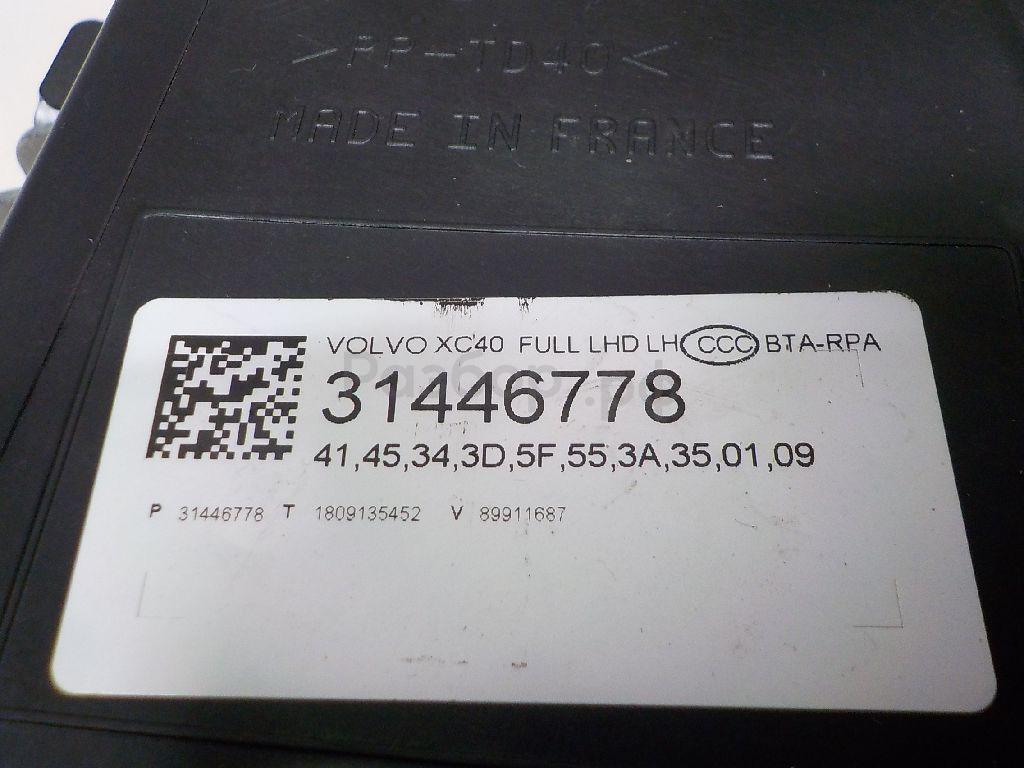 >PP-TD40<
MADE IN FRANCE
VOLVO XC40 FULL LHD LH CCC BTA-RPA
31446778
41,45,34,3D,5F,55,3A,35,01,09
P 31446778 T 1809135452 V 89911687